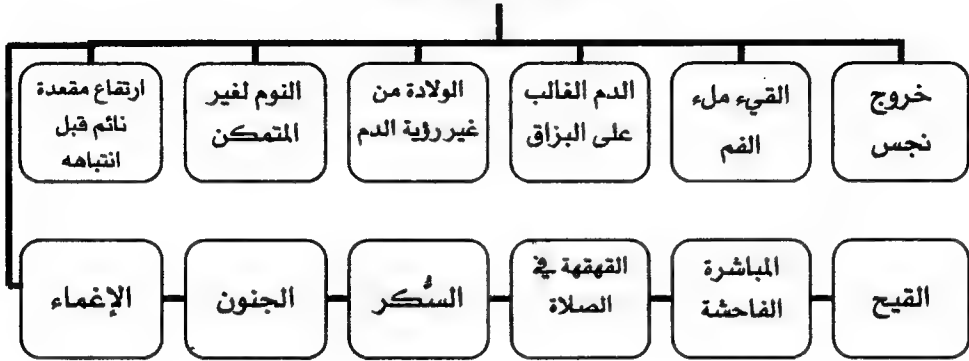 خروج
نجس
القيء ملء
الفم
الدم الغالب
على البزاق
الولادة من
غير رؤية الدم
النوم لغير
المتمكن
ارتفاع مقعدة
نائم قبل
انتباهه
القيح
المباشرة
الفاحشة
القهقهة في
الصلاة
السُّكر
الجنون
الإغماء